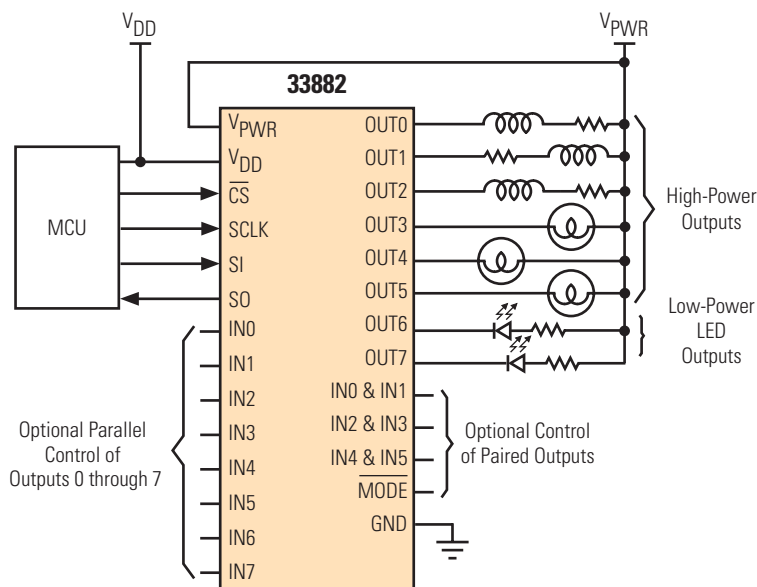 VDD
VPWR
33882
VPWR
VDD
CS
SCLK
SI
SO
IN0
IN1
IN2
IN3
IN4
IN5
IN6
IN7
MCU
Optional Parallel
Control of
Outputs 0 through 7
OUT0
OUT1
OUT2
OUT3
OUT4
OUT5
OUT6
OUT7
IN0 & IN1
IN2 & IN3
IN4 & IN5
MODE
GND
High-Power
Outputs
Low-Power
LED
Outputs
Optional Control
of Paired Outputs